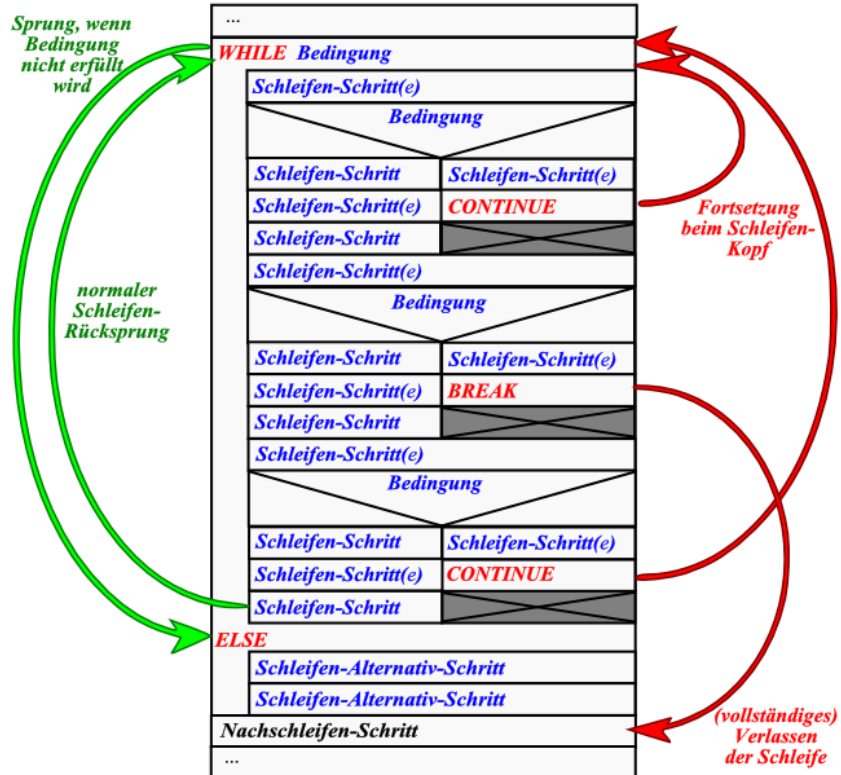 ...
Sprung, wenn
Bedingung
nicht erfüllt
wird
WHILE Bedingung
Schleifen-Schritt(e)
Bedingung
Schleifen-Schritt Schleifen-Schritt(e)
Schleifen-Schritt(e) CONTINUE
Fortsetzung
beim Schleifen-
Kopf
Schleifen-Schritt
Schleifen-Schritt(e)
normaler
Schleifen-
Rücksprung
Bedingung
Schleifen-Schritt Schleifen-Schritt(e)
Schleifen-Schritt(e) BREAK
Schleifen-Schritt
Schleifen-Schritt(e)
Bedingung
Schleifen-Schritt Schleifen-Schritt(e)
Schleifen-Schritt(e) CONTINUE
Schleifen-Schritt
ELSE
Schleifen-Alternativ-Schritt
Schleifen-Alternativ-Schritt
Nachschleifen-Schritt
(vollständiges)
Verlassen
der Schleife
...